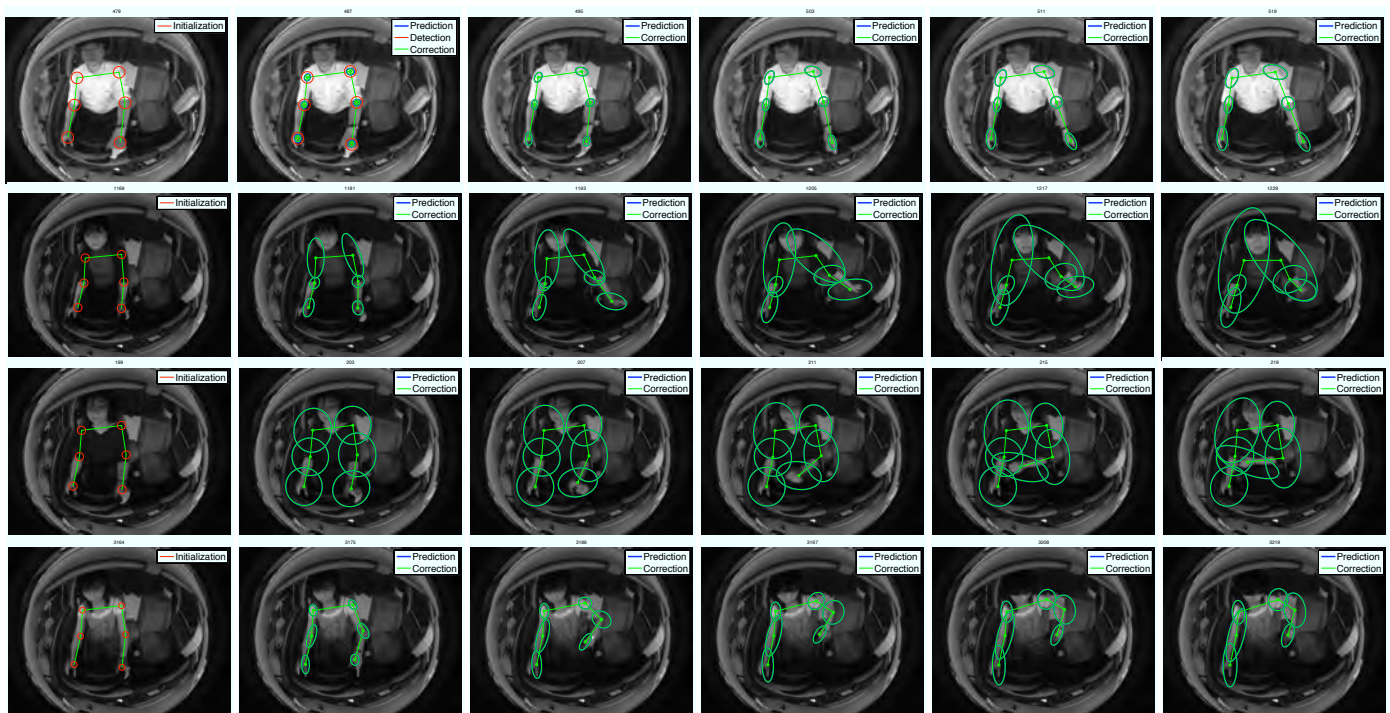 479
Initialization
487
Prediction
Detection
Correction
495
Prediction
Correction
503
Prediction
Correction
511
Prediction
Correction
519
Prediction
Correction
1169
Initialization
1181
Prediction
Correction
1193
Prediction
Correction
1205
Prediction
Correction
1217
Prediction
Correction
1229
Prediction
Correction
199
Initialization
203
Prediction
Correction
207
Prediction
Correction
211
Prediction
Correction
215
Prediction
Correction
219
Prediction
Correction
3164
Initialization
3175
Prediction
Correction
3186
Prediction
Correction
3197
Prediction
Correction
3208
Prediction
Correction
3219
Prediction
Correction